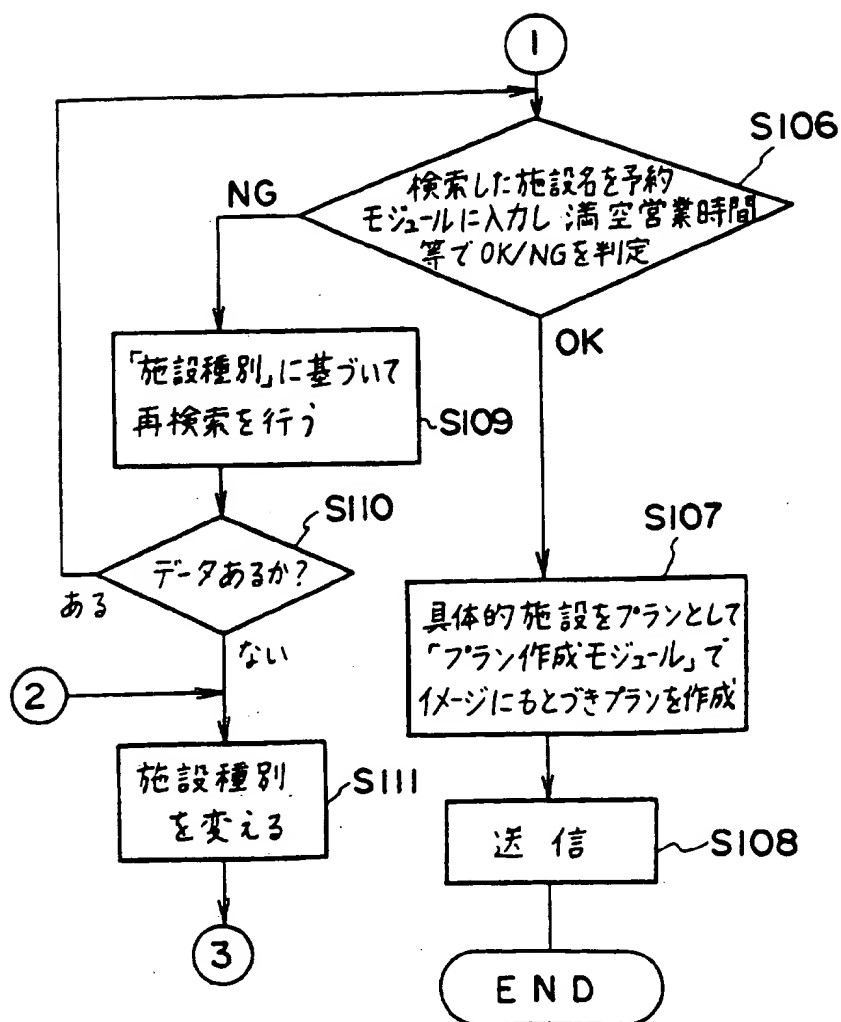 1
S106
検索した施設名を予約
モジュールに入力し 満空営業時間
等でOK/NGを判定
NG
OK
「施設種別」に基づいて
再検索を行う
S109
S110
データあるか?
ある
ない
2
施設種別
を変える
S111
3
S107
具体的施設をプランとして
「プラン作成モジュール」で
イメージにもとづきプランを作成
送信
S108
END